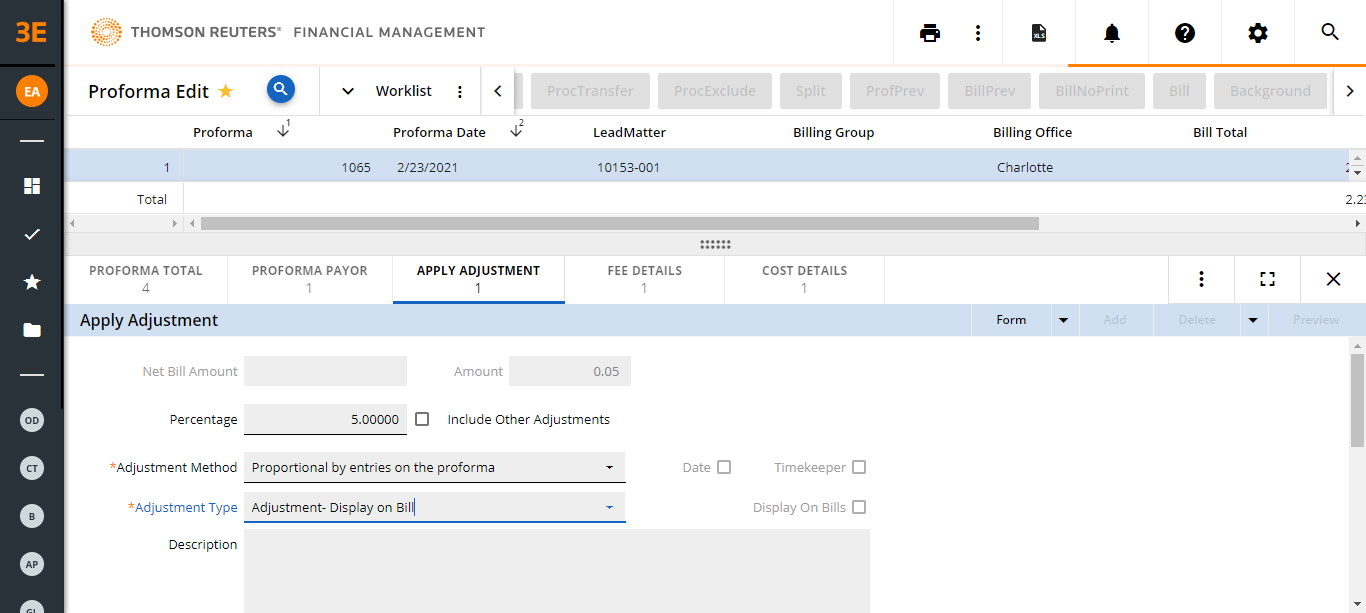 3E
THOMSON REUTERS® FINANCIAL MANAGEMENT
XLS
EA
Proforma Edit
Worklist
ProcTransfer
ProcExclude
Split
ProfPrev
BillPrev
BillNoPrint
Bill
Background
Proforma 1
Proforma Date 2
LeadMatter
Billing Group
Billing Office
Bill Total
1
1065
2/23/2021
10153-001
Charlotte
Total
2.23
PROFORMA TOTAL
4
PROFORMA PAYOR
1
APPLY ADJUSTMENT
1
FEE DETAILS
1
COST DETAILS
1
Apply Adjustment
Form
Add
Delete
Preview
Net Bill Amount
Amount 0.05
Percentage 5.00000
Include Other Adjustments
*Adjustment Method Proportional by entries on the proforma
Date
Timekeeper
*Adjustment Type Adjustment- Display on Bill
Display On Bills
Description
OD
CT
B
AP
GL